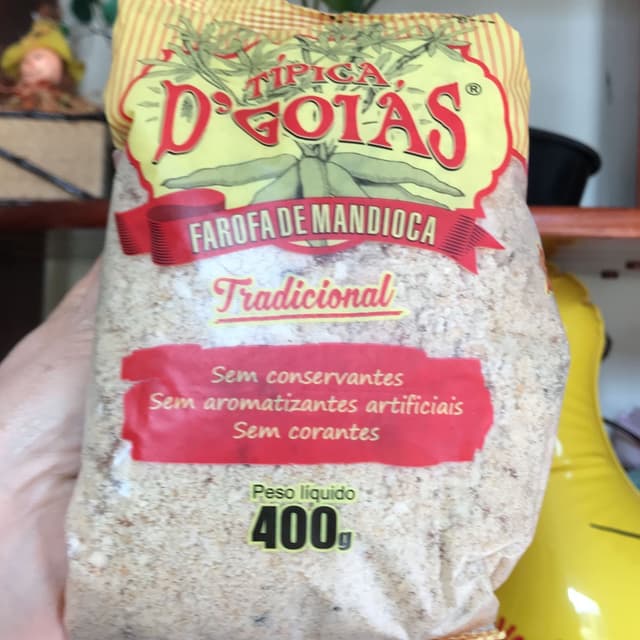 TÍPICA
D'GOIÁS®
FAROFA DE MANDIOCA
Tradicional
Sem conservantes
Sem aromatizantes artificiais
Sem corantes
Peso líquido
400g